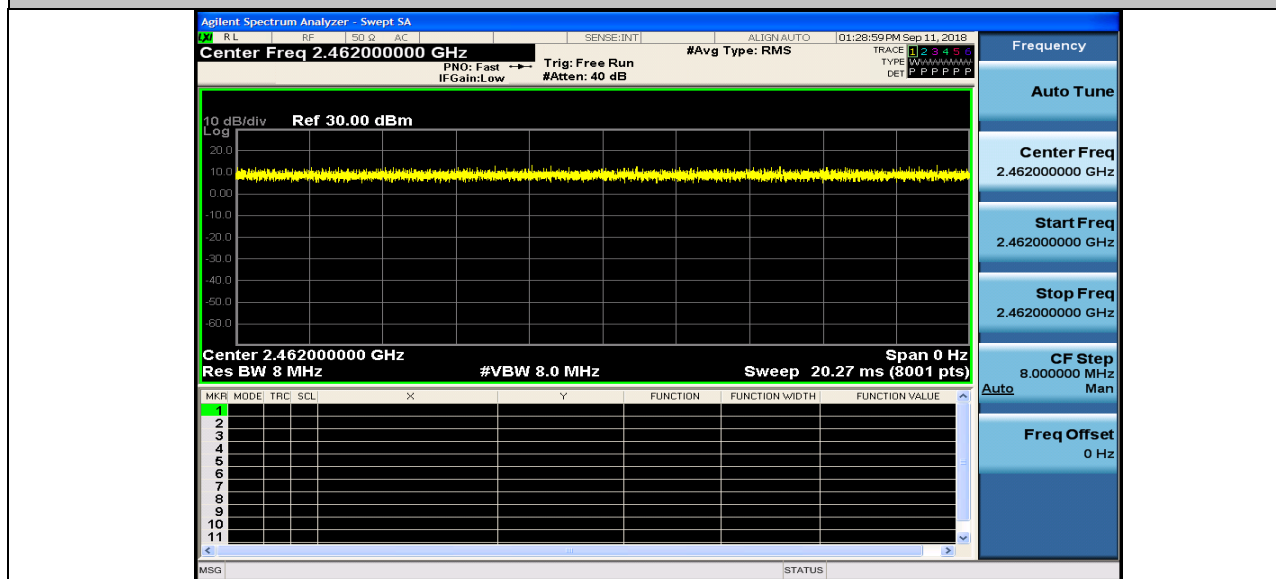 Agilent Spectrum Analyzer - Swept SA
LXI RL RF 50 Ω AC SENSE:INT ALIGN AUTO 01:28:59 PM Sep 11, 2018
Center Freq 2.462000000 GHz
PNO: Fast
IFGain:Low
Trig: Free Run
#Atten: 40 dB
#Avg Type: RMS
TRACE 1 2 3 4 5 6
TYPE
DET P P P P P P
10 dB/div Ref 30.00 dBm
Log
20.0
10.0
0.00
-10.0
-20.0
-30.0
-40.0
-50.0
-60.0
Center 2.462000000 GHz Span 0 Hz
Res BW 8 MHz #VBW 8.0 MHz Sweep 20.27 ms (8001 pts)
MKR MODE TRC SCL X Y FUNCTION FUNCTION WIDTH FUNCTION VALUE
1
2
3
4
5
6
7
8
9
10
11
MSG STATUS
Frequency
Auto Tune
Center Freq
2.462000000 GHz
Start Freq
2.462000000 GHz
Stop Freq
2.462000000 GHz
CF Step
8.000000 MHz
Auto Man
Freq Offset
0 Hz